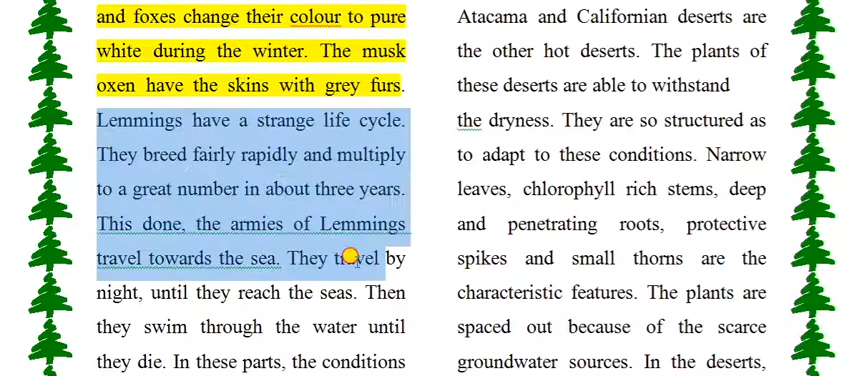 and foxes change their colour to pure
white during the winter. The musk
oxen have the skins with grey furs.
Lemmings have a strange life cycle.
They breed fairly rapidly and multiply
to a great number in about three years.
This done, the armies of Lemmings
travel towards the sea. They travel by
night, until they reach the seas. Then
they swim through the water until
they die. In these parts, the conditions
Atacama and Californian deserts are
the other hot deserts. The plants of
these deserts are able to withstand
the dryness. They are so structured as
to adapt to these conditions. Narrow
leaves, chlorophyll rich stems, deep
and penetrating roots, protective
spikes and small thorns are the
characteristic features. The plants are
spaced out because of the scarce
groundwater sources. In the deserts,